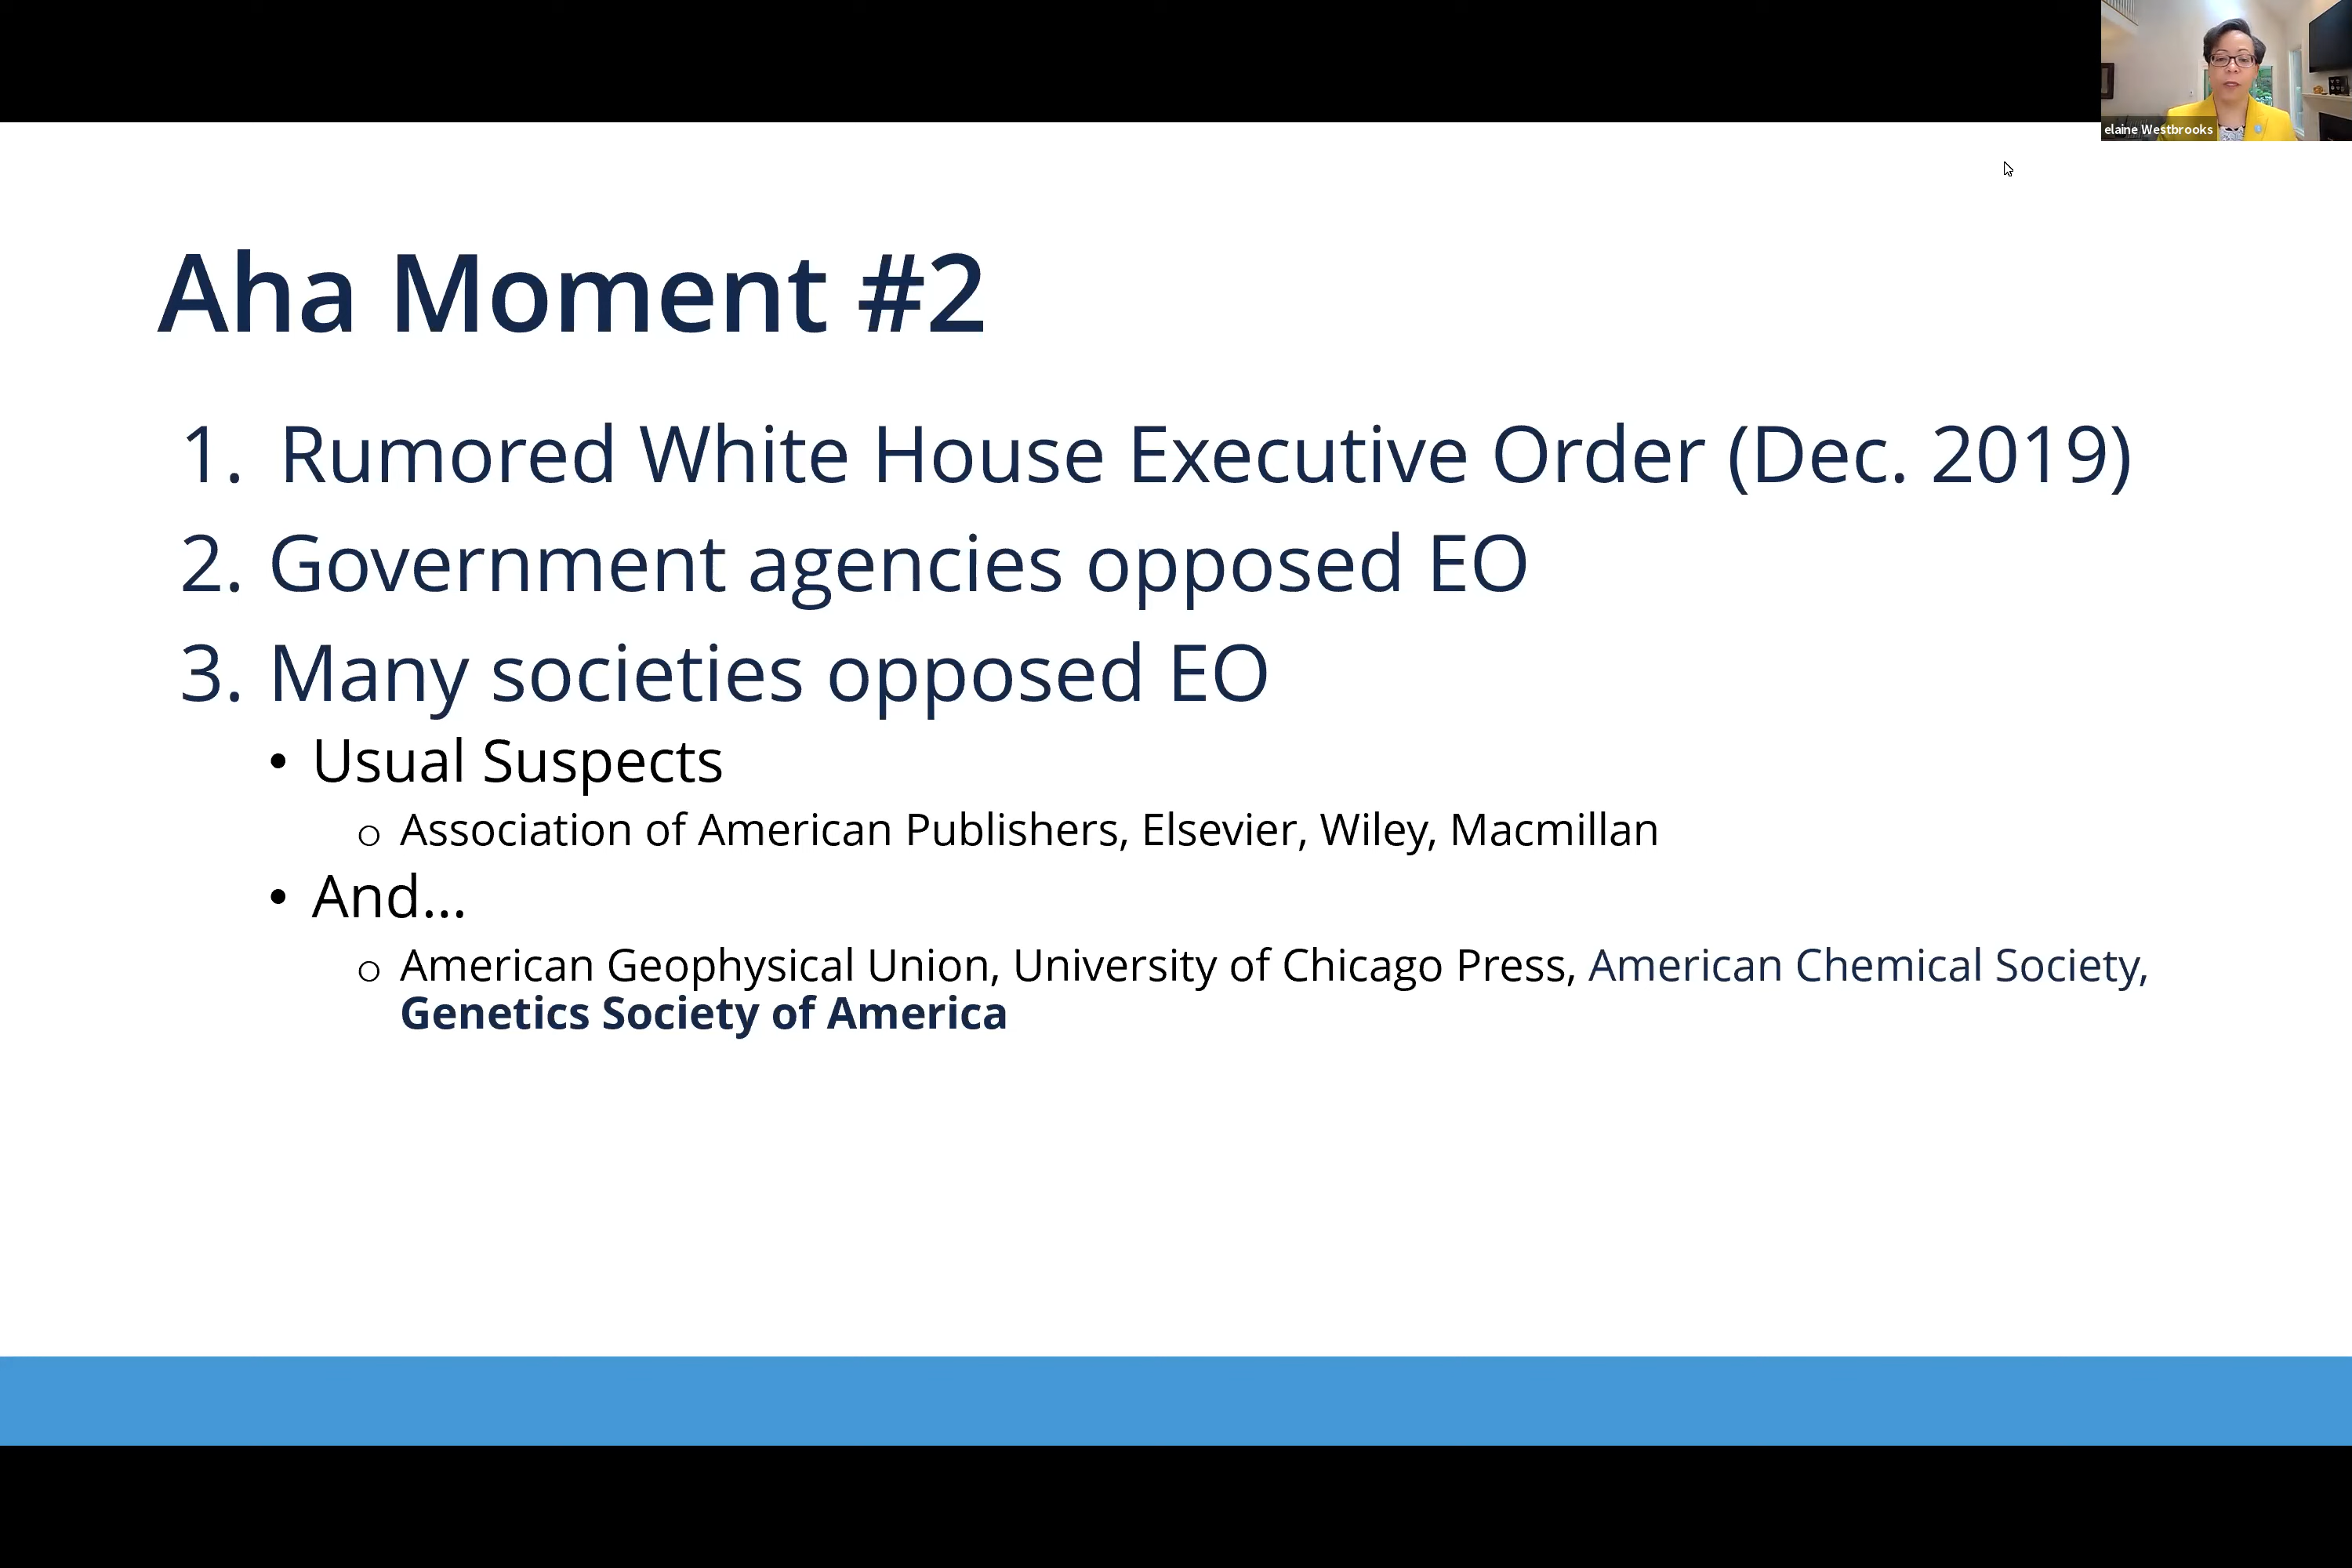 elaine Westbrooks
Aha Moment #2
1. Rumored White House Executive Order (Dec. 2019)
2. Government agencies opposed EO
3. Many societies opposed EO
• Usual Suspects
○ Association of American Publishers, Elsevier, Wiley, Macmillan
• And...
○ American Geophysical Union, University of Chicago Press, American Chemical Society,
Genetics Society of America